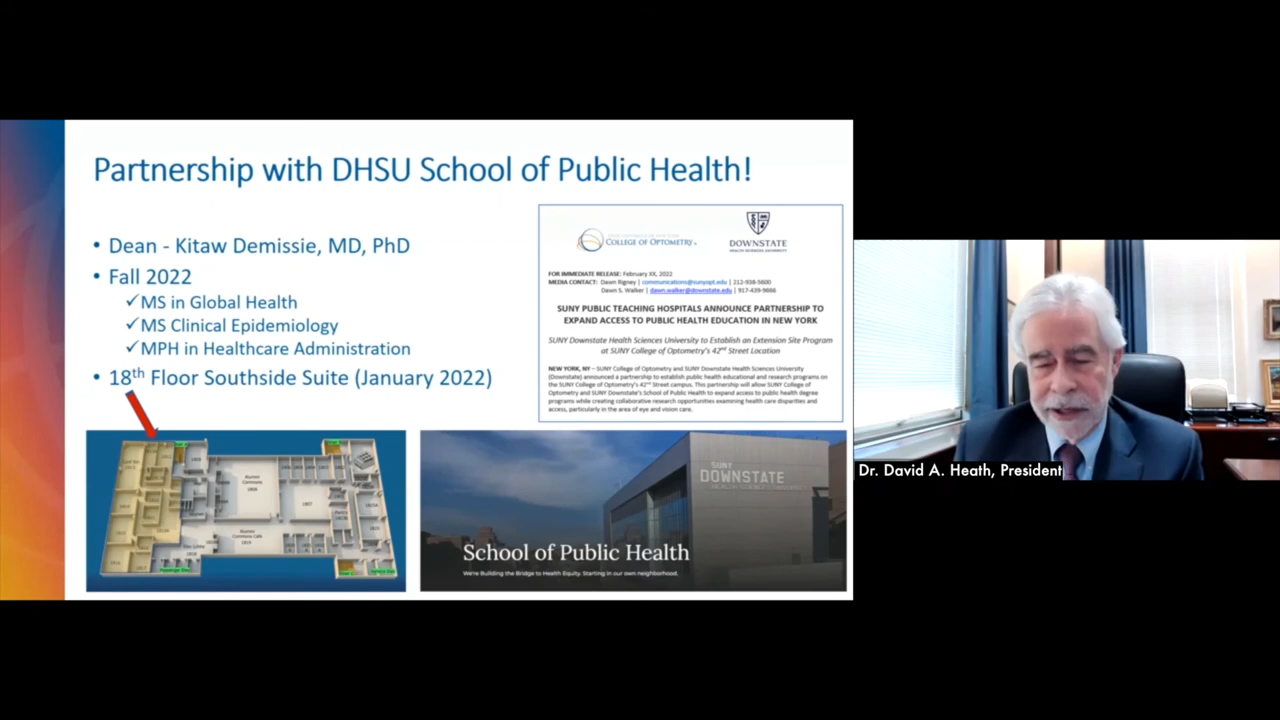 Partnership with DHSU School of Public Health!
• Dean - Kitaw Demissie, MD, PhD
• Fall 2022
✓MS in Global Health
✓MS Clinical Epidemiology
✓MPH in Healthcare Administration
• 18th Floor Southside Suite (January 2022)
COLLEGE OF OPTOMETRY
DOWNSTATE
HEALTH SCIENCES UNIVERSITY
FOR IMMEDIATE RELEASE: February XX, 2022
MEDIA CONTACT: Dawn Rigney | communications@sunyopt.edu | 212-938-5600
Dawn S. Walker | dawn.walker@downstate.edu | 917-439-9666
SUNY PUBLIC TEACHING HOSPITALS ANNOUNCE PARTNERSHIP TO
EXPAND ACCESS TO PUBLIC HEALTH EDUCATION IN NEW YORK
SUNY Downstate Health Sciences University to Establish an Extension Site Program
at SUNY College of Optometry's 42nd Street Location
NEW YORK, NY – SUNY College of Optometry and SUNY Downstate Health Sciences University
(Downstate) announced a partnership to establish public health educational and research programs on
the SUNY College of Optometry's 42nd Street campus. This partnership will allow SUNY College of
Optometry and SUNY Downstate's School of Public Health to expand access to public health degree
programs while creating collaborative research opportunities examining health care disparities and
access, particularly in the area of eye and vision care.
Alumni
Commons
1808
1807
Alumni
Commons Café
SUNY
DOWNSTATE
HEALTH SCIENCES UNIVERSITY
School of Public Health
We're Building the Bridge to Health Equity. Starting in our own neighborhood.
Dr. David A. Heath, President